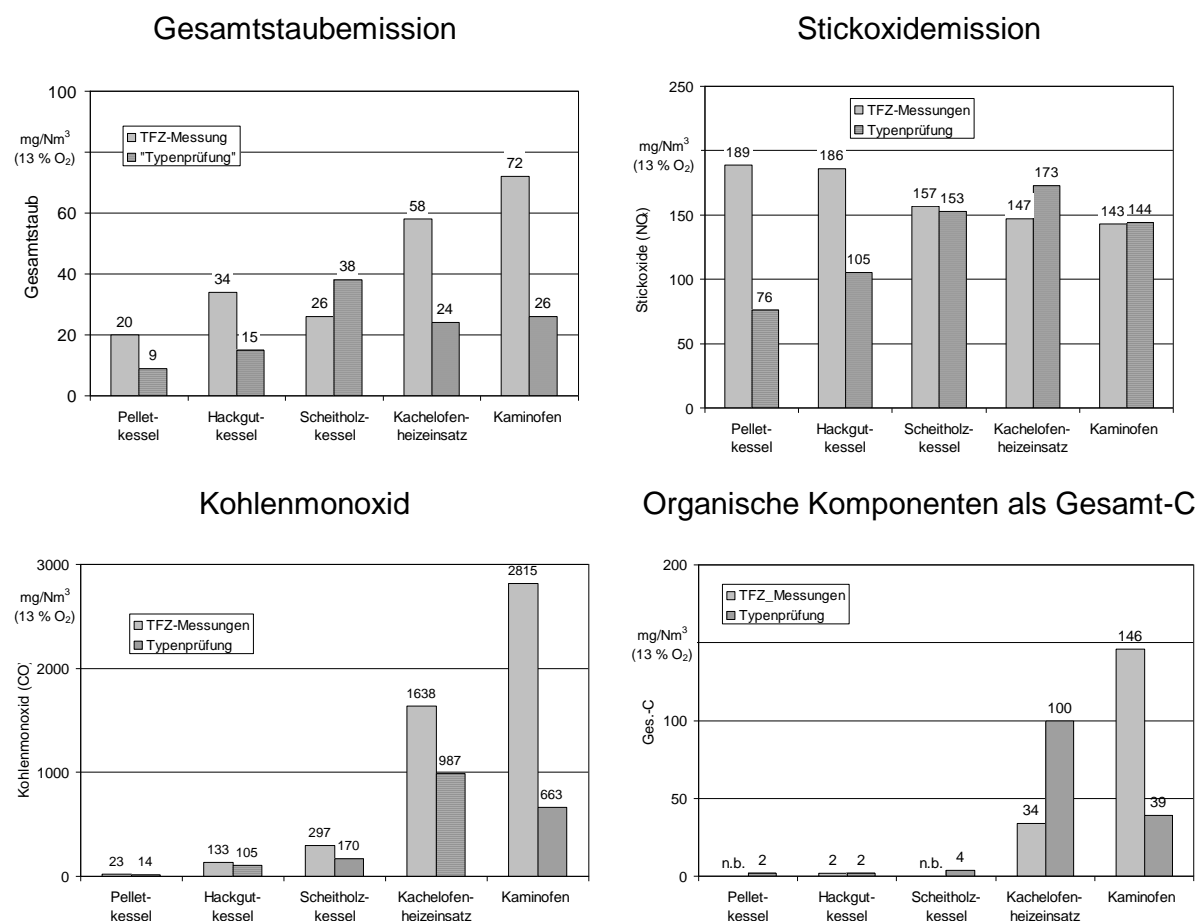 Gesamtstaubemission
100
mg/Nm³
(13 % O₂)
TFZ-Messung
"Typenprüfung"
Gesamtstaub
60
40
20
0
20
9
34
15
26
38
58
24
72
26
Pellet-
kessel
Hackgut-
kessel
Scheitholz-
kessel
Kachelofen-
heizeinsatz
Kaminofen
Stickoxidemission
250
mg/Nm³
(13 % O₂)
TFZ-Messungen
Typenprüfung
Stickoxide (NOₓ)
150
100
50
0
189
76
186
105
157
153
147
173
143
144
Pellet-
kessel
Hackgut-
kessel
Scheitholz-
kessel
Kachelofen-
heizeinsatz
Kaminofen
Kohlenmonoxid
3000
mg/Nm³
(13 % O₂)
TFZ-Messungen
Typenprüfung
Kohlenmonoxid (CO)
2000
1000
0
23
14
133
105
297
170
1638
987
2815
663
Pellet-
kessel
Hackgut-
kessel
Scheitholz-
kessel
Kachelofen-
heizeinsatz
Kaminofen
Organische Komponenten als Gesamt-C
200
mg/Nm³
(13 % O₂)
TFZ_Messungen
Typenprüfung
Ges.-C
100
50
0
n.b.
2
2
2
n.b.
4
34
100
146
39
Pellet-
kessel
Hackgut-
kessel
Scheitholz-
kessel
Kachelofen-
heizeinsatz
Kaminofen